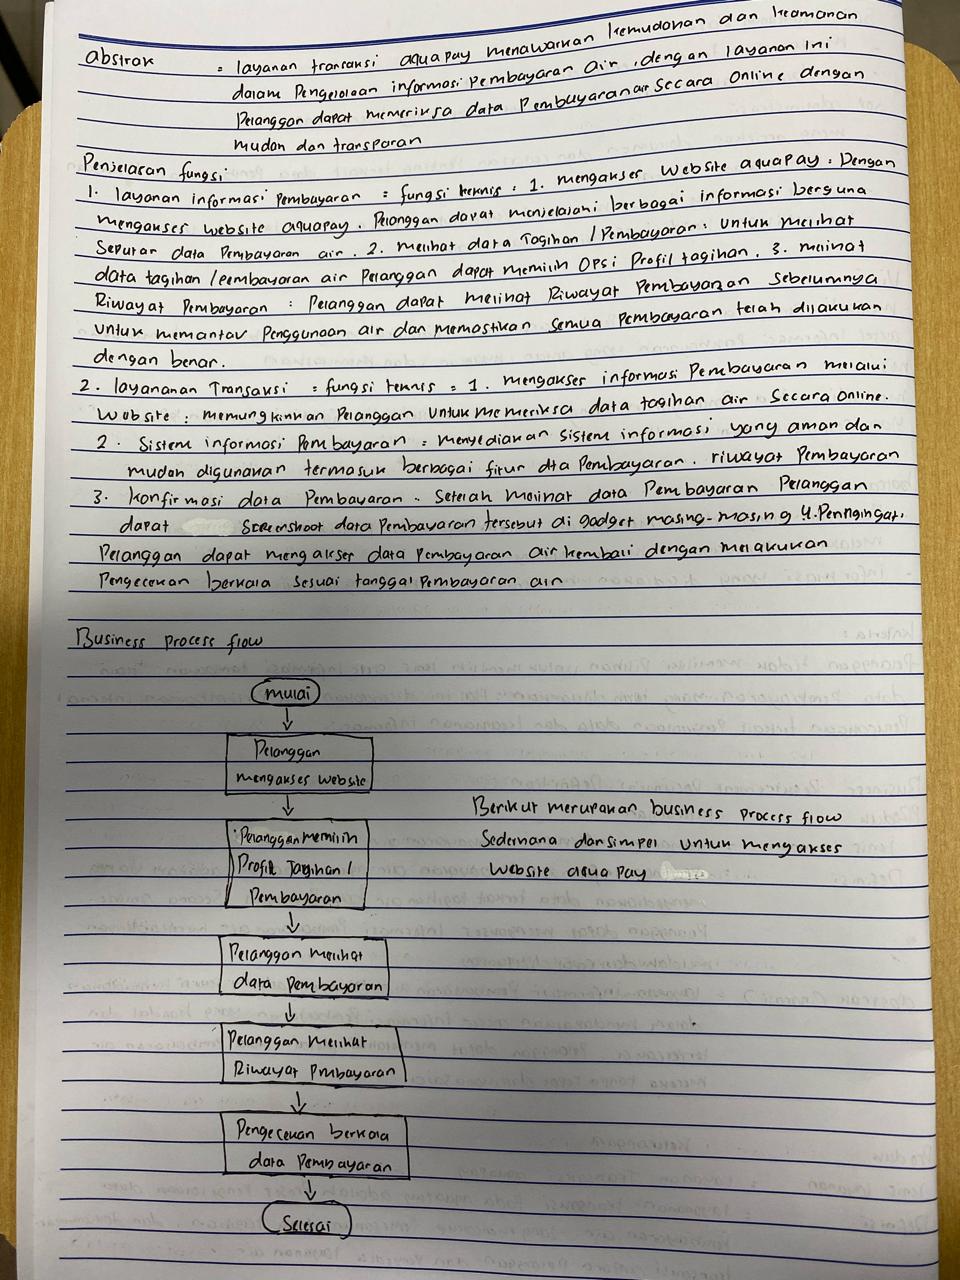 Abstrak : layanan transaksi aquapay menawarkan kemudahan dan keamanan
dalam Pengelolaan informasi Pembayaran air, dengan layanan ini
Pelanggan dapat memeriksa data Pembayaran air Secara Online dengan
mudah dan transparan
Penjelasan fungsi
1. layanan informasi Pembayaran : fungsi teknis : 1. mengakses Website aquapay : Dengan
mengakses website aquapay. Pelanggan dapat menjelajahi berbagai informasi berguna
Seputar data Pembayaran air. 2. melihat data Tagihan / Pembayaran : untuk melihat
data tagihan / Pembayaran air Pelanggan dapat memilih Opsi Profil tagihan. 3. melihat
Riwayat Pembayaran : Pelanggan dapat melihat Riwayat Pembayaran Sebelumnya
untuk memantau Penggunaan air dan memastikan semua Pembayaran telah dilakukan
dengan benar.
2. layananan Transaksi : fungsi teknis : 1. mengakses informasi Pembayaran melalui
Website : memungkinkan Pelanggan untuk memeriksa data tagihan air Secara online.
2. Sistem informasi Pembayaran : menyediakan sistem informasi yang aman dan
mudah digunakan termasuk berbagai fitur dta Pembayaran. riwayat Pembayaran
3. konfirmasi data Pembayaran. Setelah melihat data Pembayaran Pelanggan
dapat Screenshoot data Pembayaran tersebut di gadget masing-masing 4. Penngingat.
Pelanggan dapat mengakses data Pembayaran air kembali dengan melakukan
Pengecekan berkala sesuai tanggal Pembayaran air
Business process flow
mulai
Pelanggan
mengakses website
Pelanggan memilih
Profil Tagihan /
Pembayaran
Berikut merupakan business process flow
Sederhana dan simpel untuk mengakses
Website aqua pay
Pelanggan melihat
data Pembayaran
Pelanggan melihat
Riwayat Pmbayaran
Pengecekan berkala
data Pembayaran
Selesai